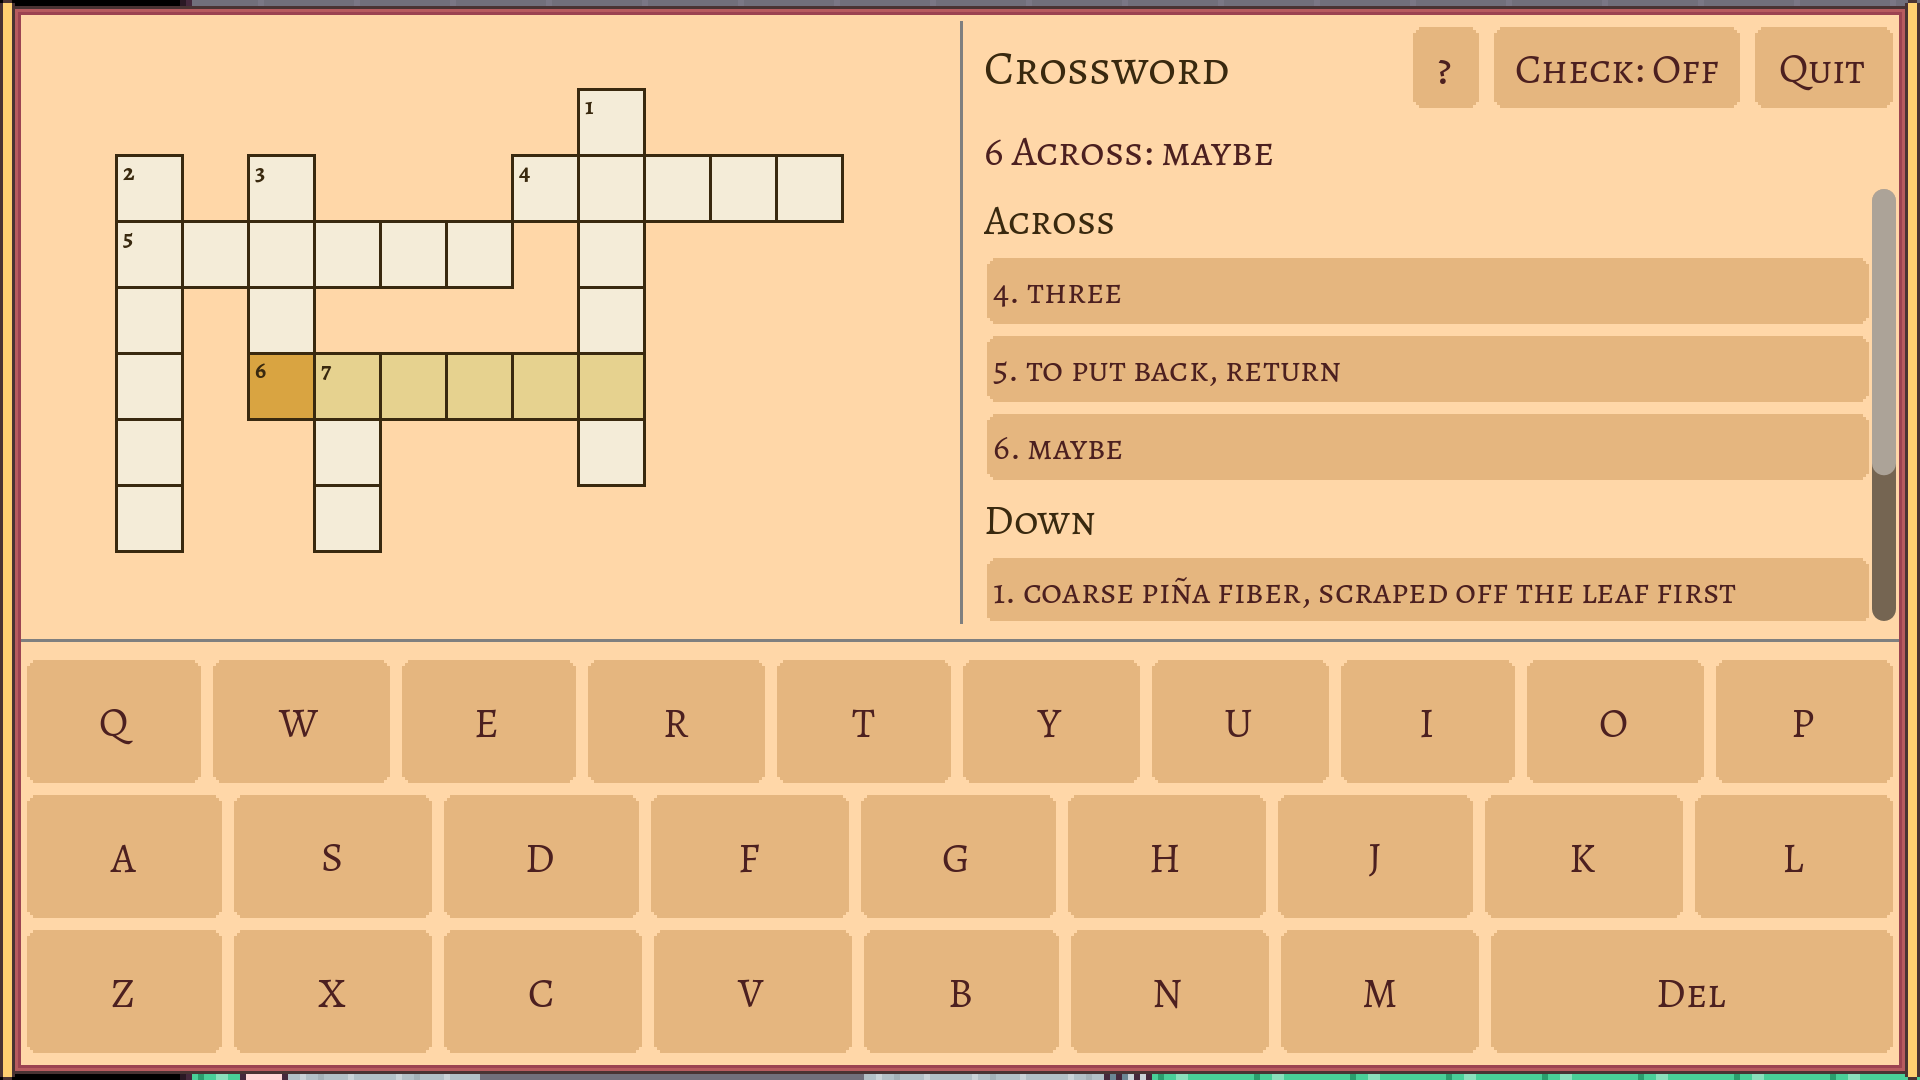 Crossword
?
Check: Off
Quit
6 Across: maybe
Across
4. three
5. to put back, return
6. maybe
Down
1. coarse piña fiber, scraped off the leaf first
1
2
3
4
5
6
7
Q W E R T Y U I O P
A S D F G H J K L
Z X C V B N M Del